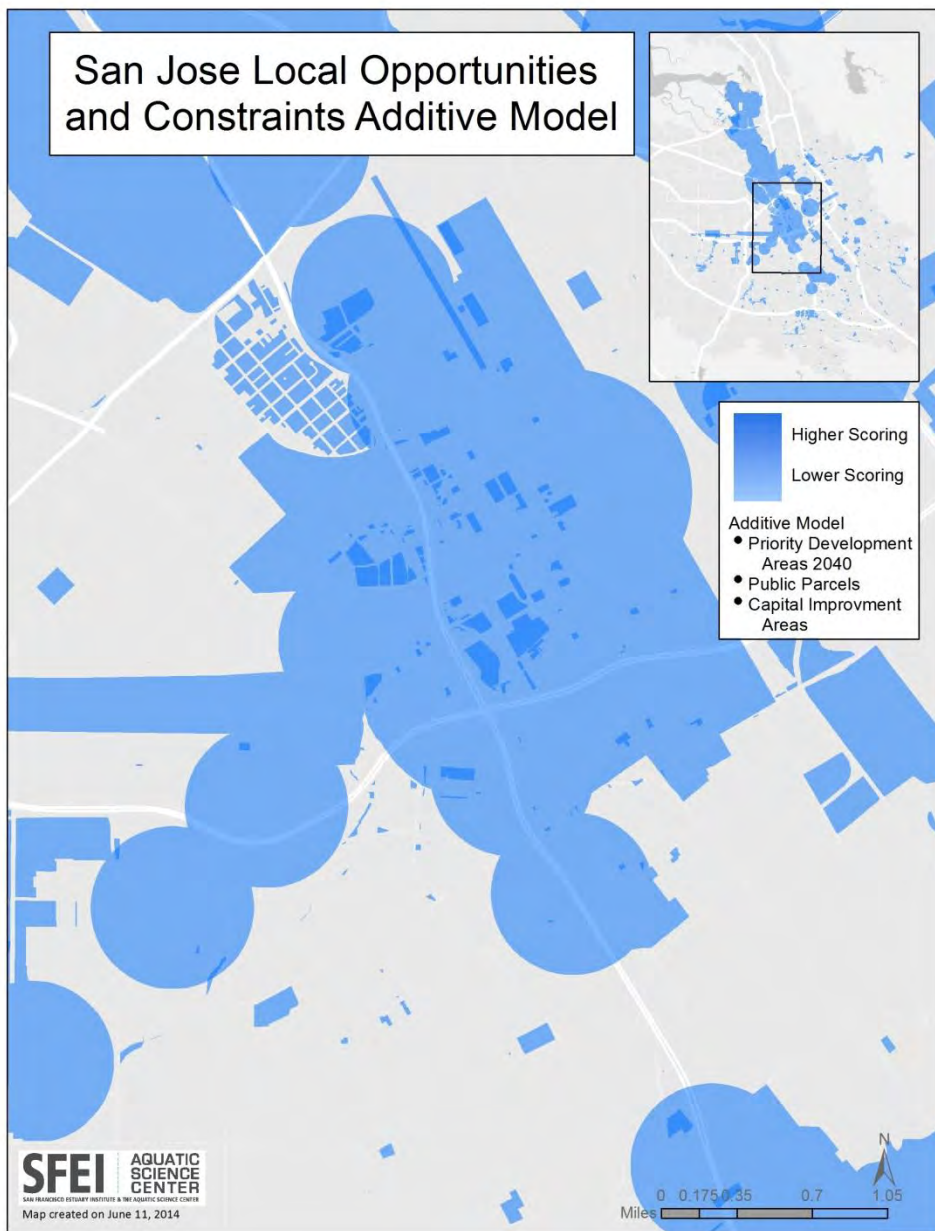 San Jose Local Opportunities
and Constraints Additive Model
Higher Scoring
Lower Scoring
Additive Model
• Priority Development
Areas 2040
• Public Parcels
• Capital Improvment
Areas
SFEI
AQUATIC
SCIENCE
CENTER
SAN FRANCISCO ESTUARY INSTITUTE & THE AQUATIC SCIENCE CENTER
Map created on June 11, 2014
N
0 0.175 0.35 0.7 1.05
Miles